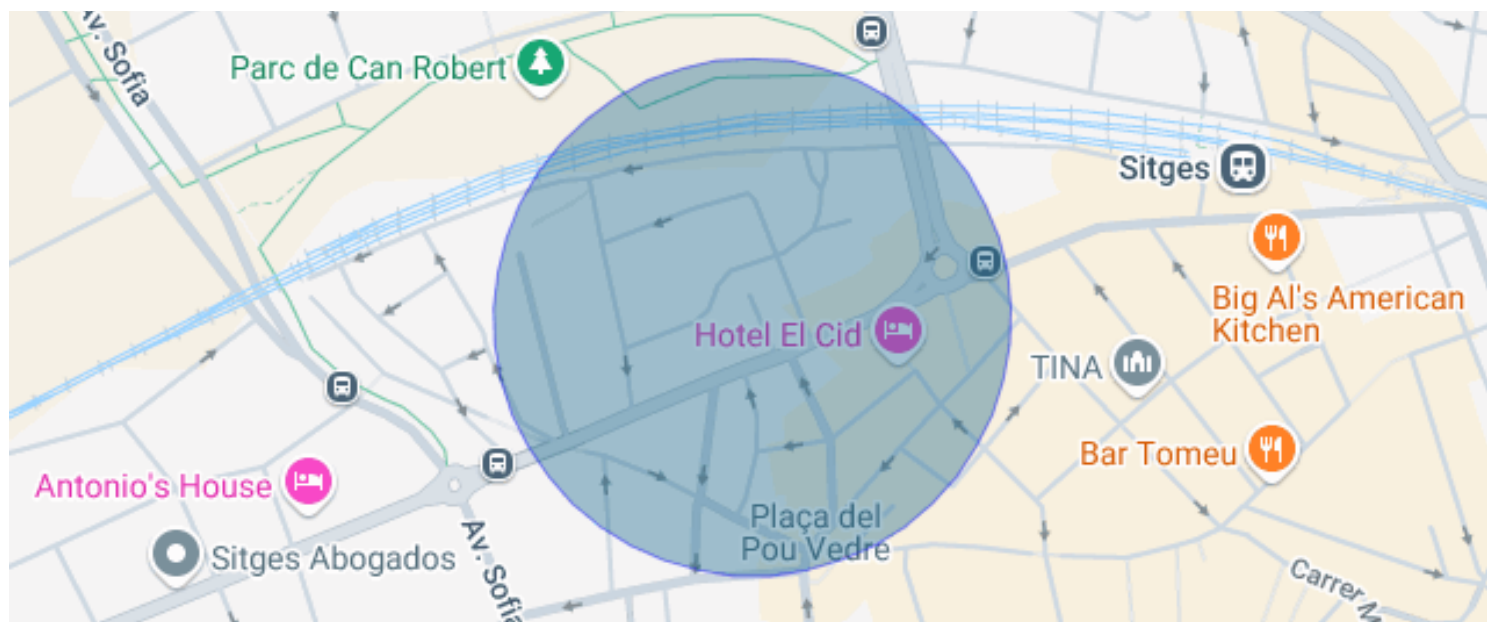 Av. Sofia
Parc de Can Robert
Sitges
Big Al's American
Kitchen
Hotel El Cid
TINA
Bar Tomeu
Antonio's House
Plaça del
Pou Vedre
Sitges Abogados
Av. Sofia
Carrer M